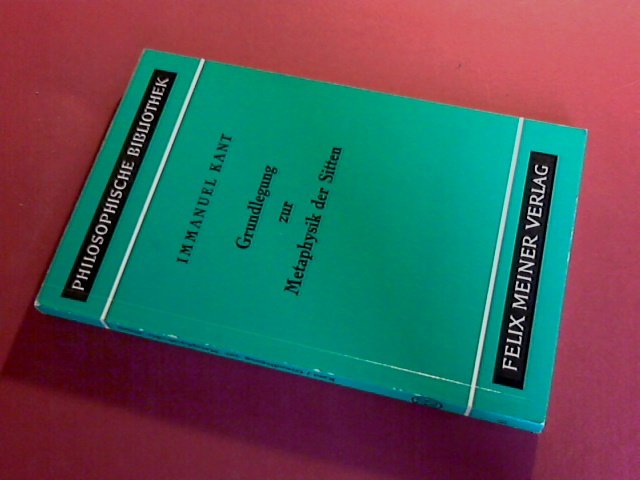 PHILOSOPHISCHE BIBLIOTHEK
IMMANUEL KANT
Grundlegung
zur
Metaphysik der Sitten
FELIX MEINER VERLAG